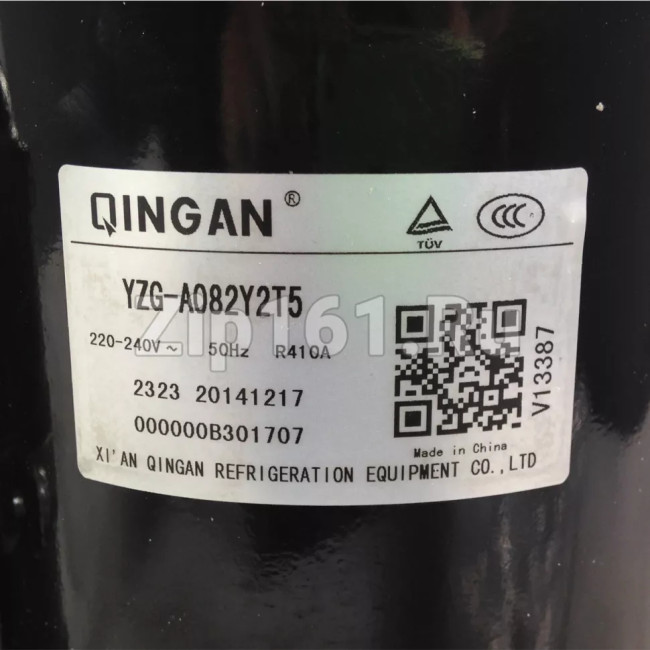 QINGAN®
TÜV
CCC
YZG-A082Y2T5
220-240V~ 50Hz R410A
2323 20141217
000000B301707
V13387
Made in China
XI'AN QINGAN REFRIGERATION EQUIPMENT CO.,LTD
Zip161.Ru